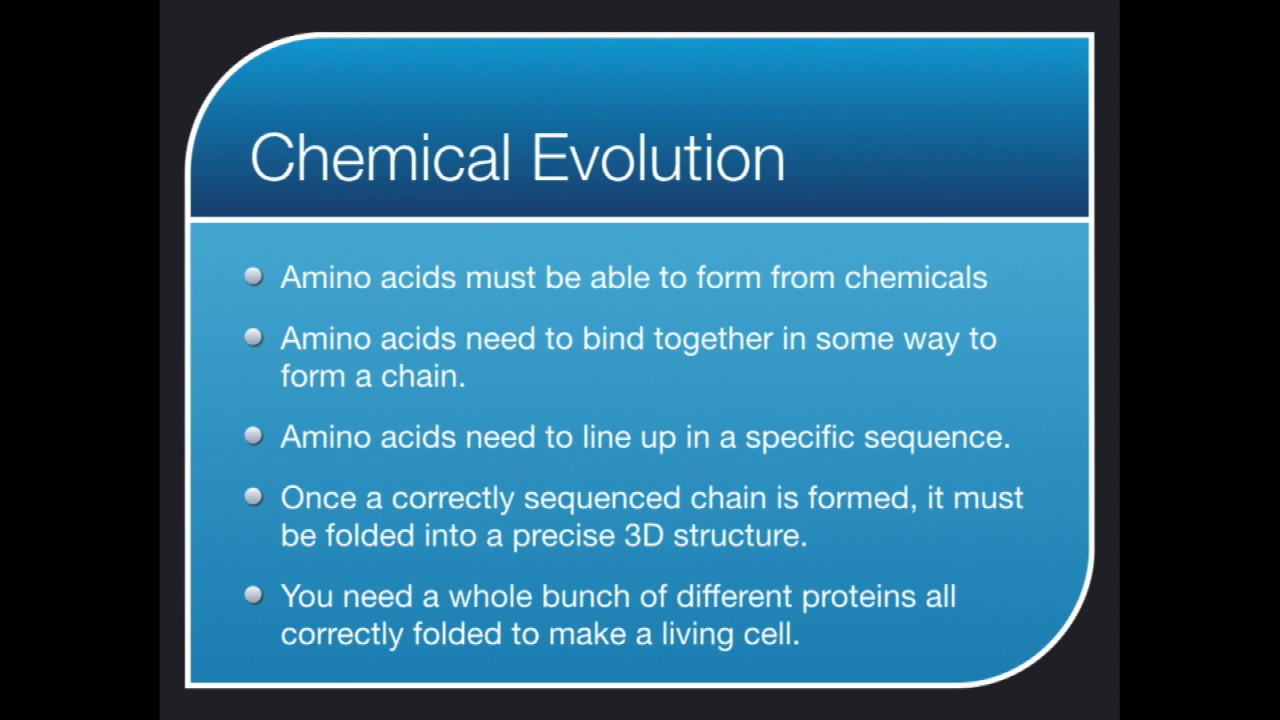 Chemical Evolution
Amino acids must be able to form from chemicals
Amino acids need to bind together in some way to
form a chain.
Amino acids need to line up in a specific sequence.
Once a correctly sequenced chain is formed, it must
be folded into a precise 3D structure.
You need a whole bunch of different proteins all
correctly folded to make a living cell.